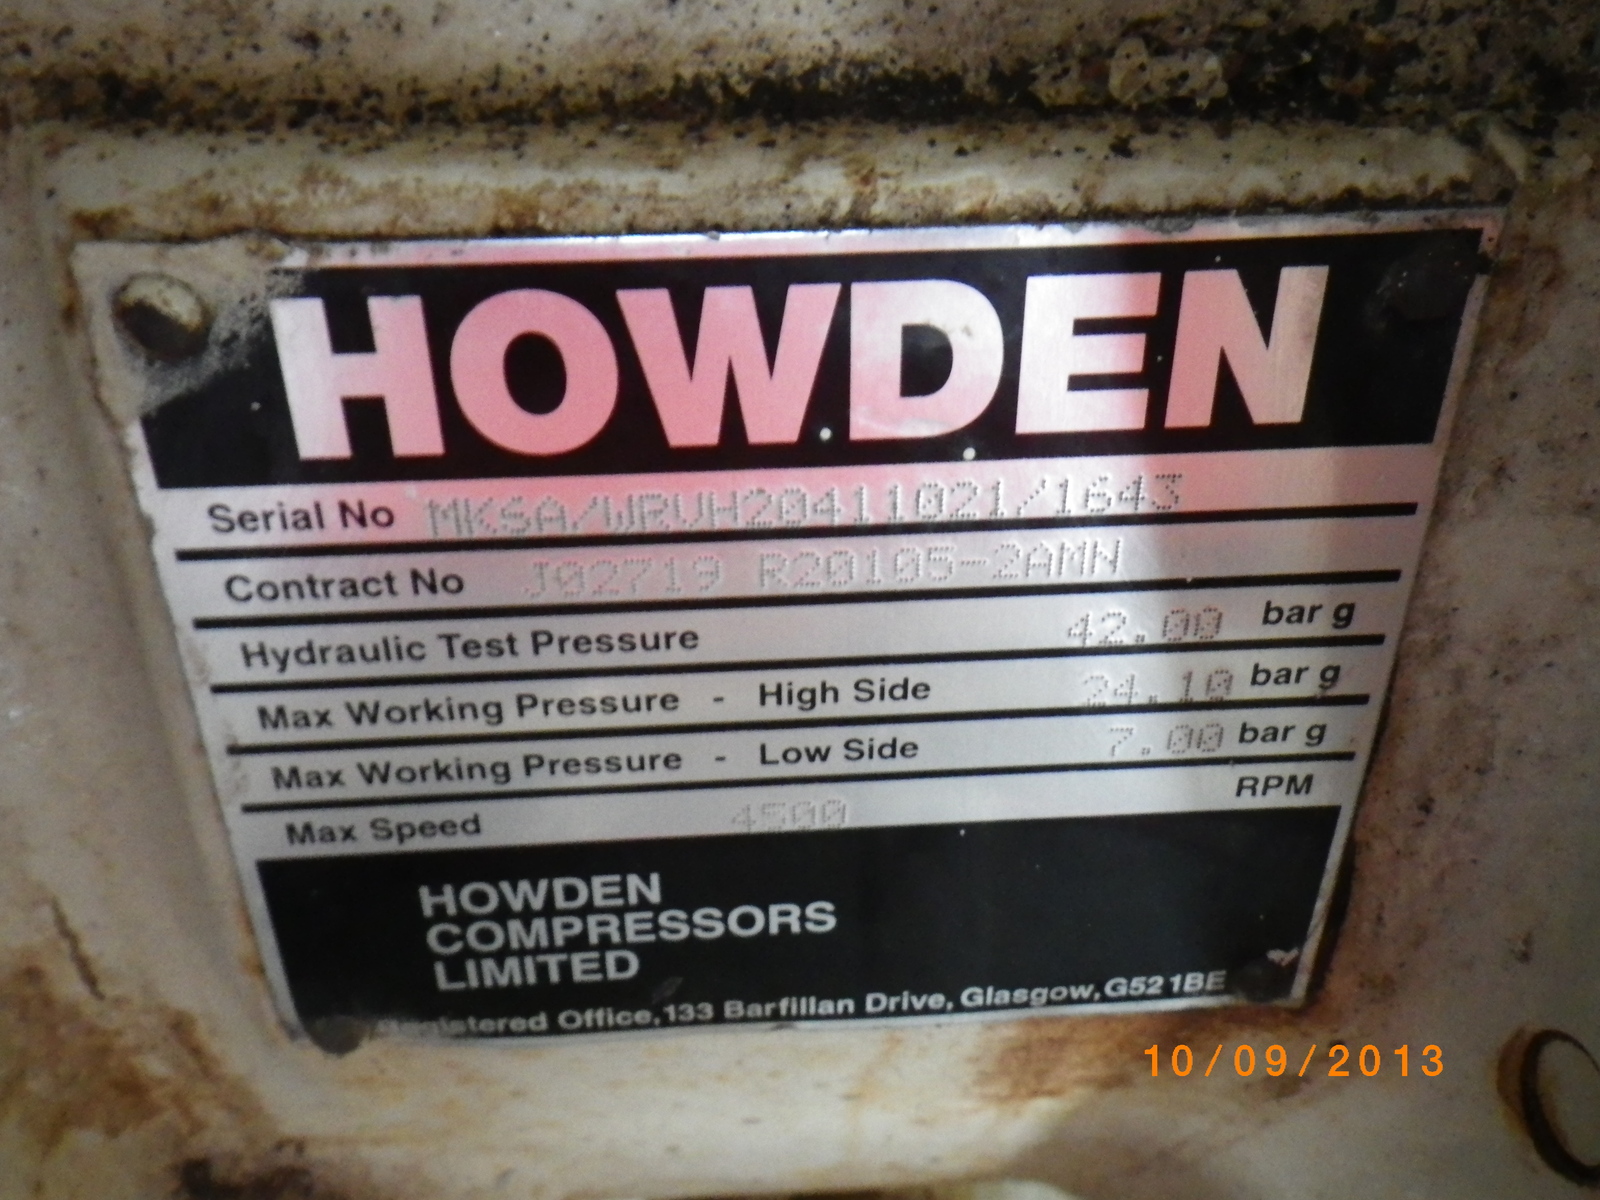 HOWDEN
Serial No MKSA/WRVH20411021/1643
Contract No J02719 R20105-2AMN
Hydraulic Test Pressure 42.00 bar g
Max Working Pressure - High Side 24.10 bar g
Max Working Pressure - Low Side 7.00 bar g
Max Speed 4500 RPM
HOWDEN
COMPRESSORS
LIMITED
Registered Office,133 Barfillan Drive, Glasgow,G521BE
10/09/2013